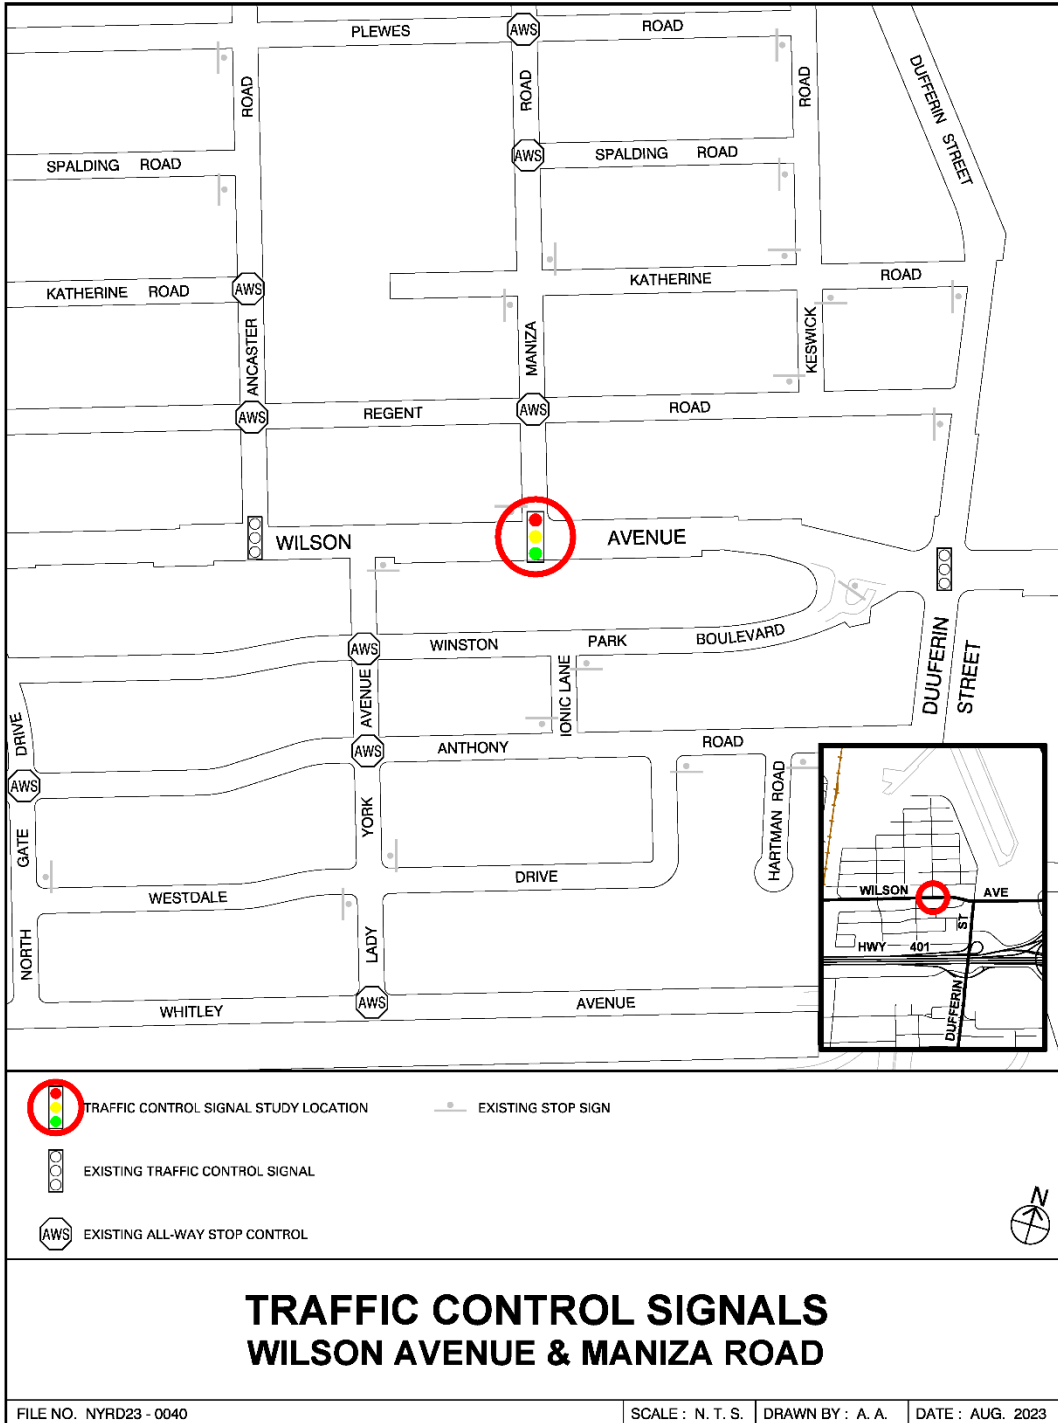 PLEWES ROAD
AWS
ROAD
ROAD
ROAD
DUFFERIN STREET
SPALDING ROAD
AWS
SPALDING ROAD
KATHERINE ROAD
AWS
KATHERINE ROAD
ANCASTER
MANIZA
KESWICK
AWS
REGENT
AWS
ROAD
WILSON AVENUE
AWS
WINSTON PARK BOULEVARD
DUUFERIN STREET
IONIC LANE
AVENUE
DRIVE
AWS
ANTHONY ROAD
AWS
YORK
HARTMAN ROAD
GATE
WESTDALE DRIVE
NORTH
LADY
AWS
WHITLEY AVENUE
WILSON AVE
ST
HWY 401
DUFFERIN
TRAFFIC CONTROL SIGNAL STUDY LOCATION
EXISTING STOP SIGN
EXISTING TRAFFIC CONTROL SIGNAL
AWS EXISTING ALL-WAY STOP CONTROL
N
TRAFFIC CONTROL SIGNALS
WILSON AVENUE & MANIZA ROAD
FILE NO. NYRD23 - 0040
SCALE : N. T. S.
DRAWN BY : A. A.
DATE : AUG. 2023